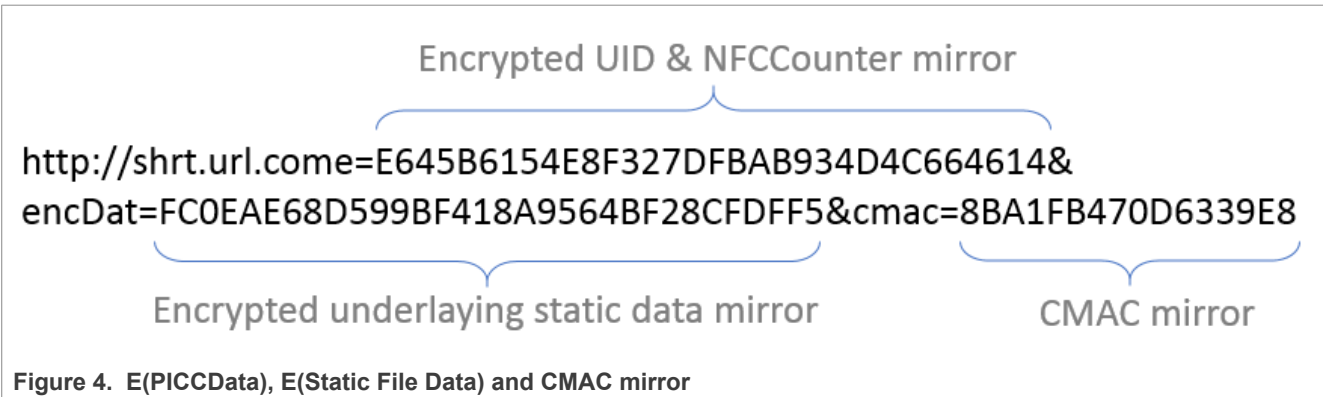 Encrypted UID & NFCCounter mirror
http://shrt.url.come=E645B6154E8F327DFBAB934D4C664614&
encDat=FC0EAE68D599BF418A9564BF28CFDFF5&cmac=8BA1FB470D6339E8
Encrypted underlaying static data mirror
CMAC mirror
Figure 4. E(PICCData), E(Static File Data) and CMAC mirror